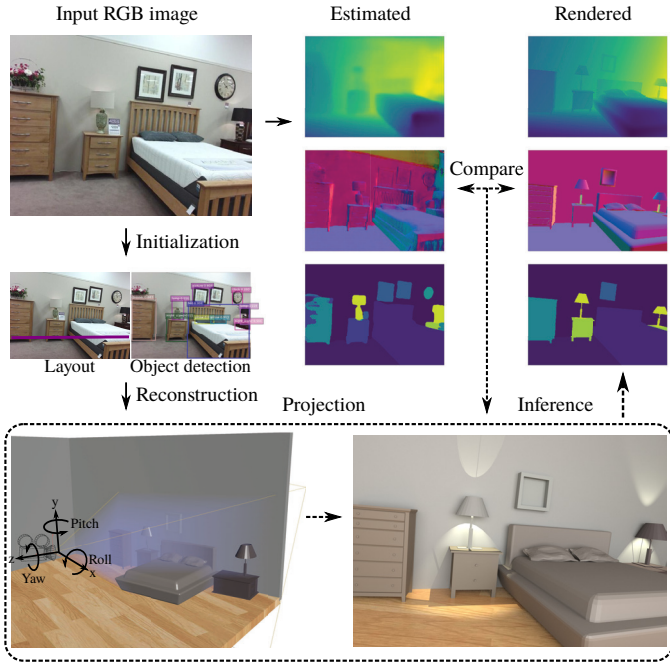 Input RGB image
Estimated
Rendered
Compare
Initialization
Layout
Object detection
Reconstruction
Projection
Inference
y
Pitch
z
Roll
x
Yaw